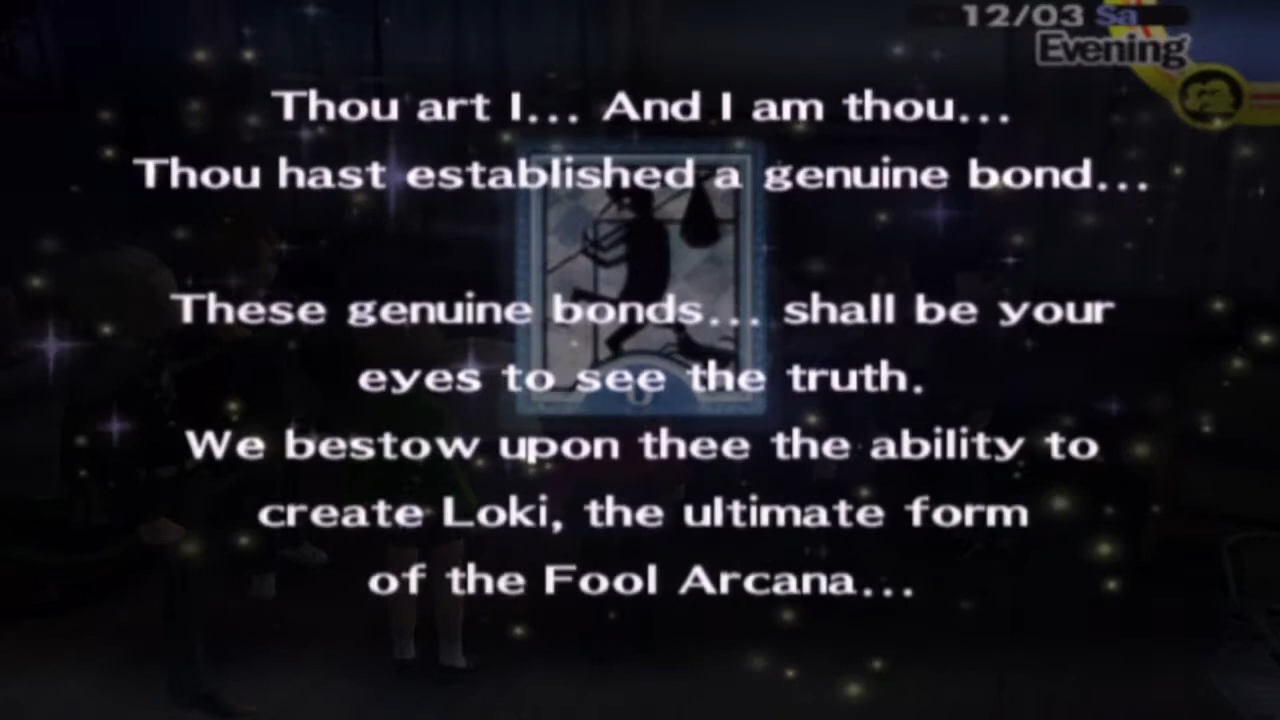 12/03 Sa
Evening
Thou art I... And I am thou...
Thou hast established a genuine bond...
These genuine bonds... shall be your
eyes to see the truth.
We bestow upon thee the ability to
create Loki, the ultimate form
of the Fool Arcana...
0